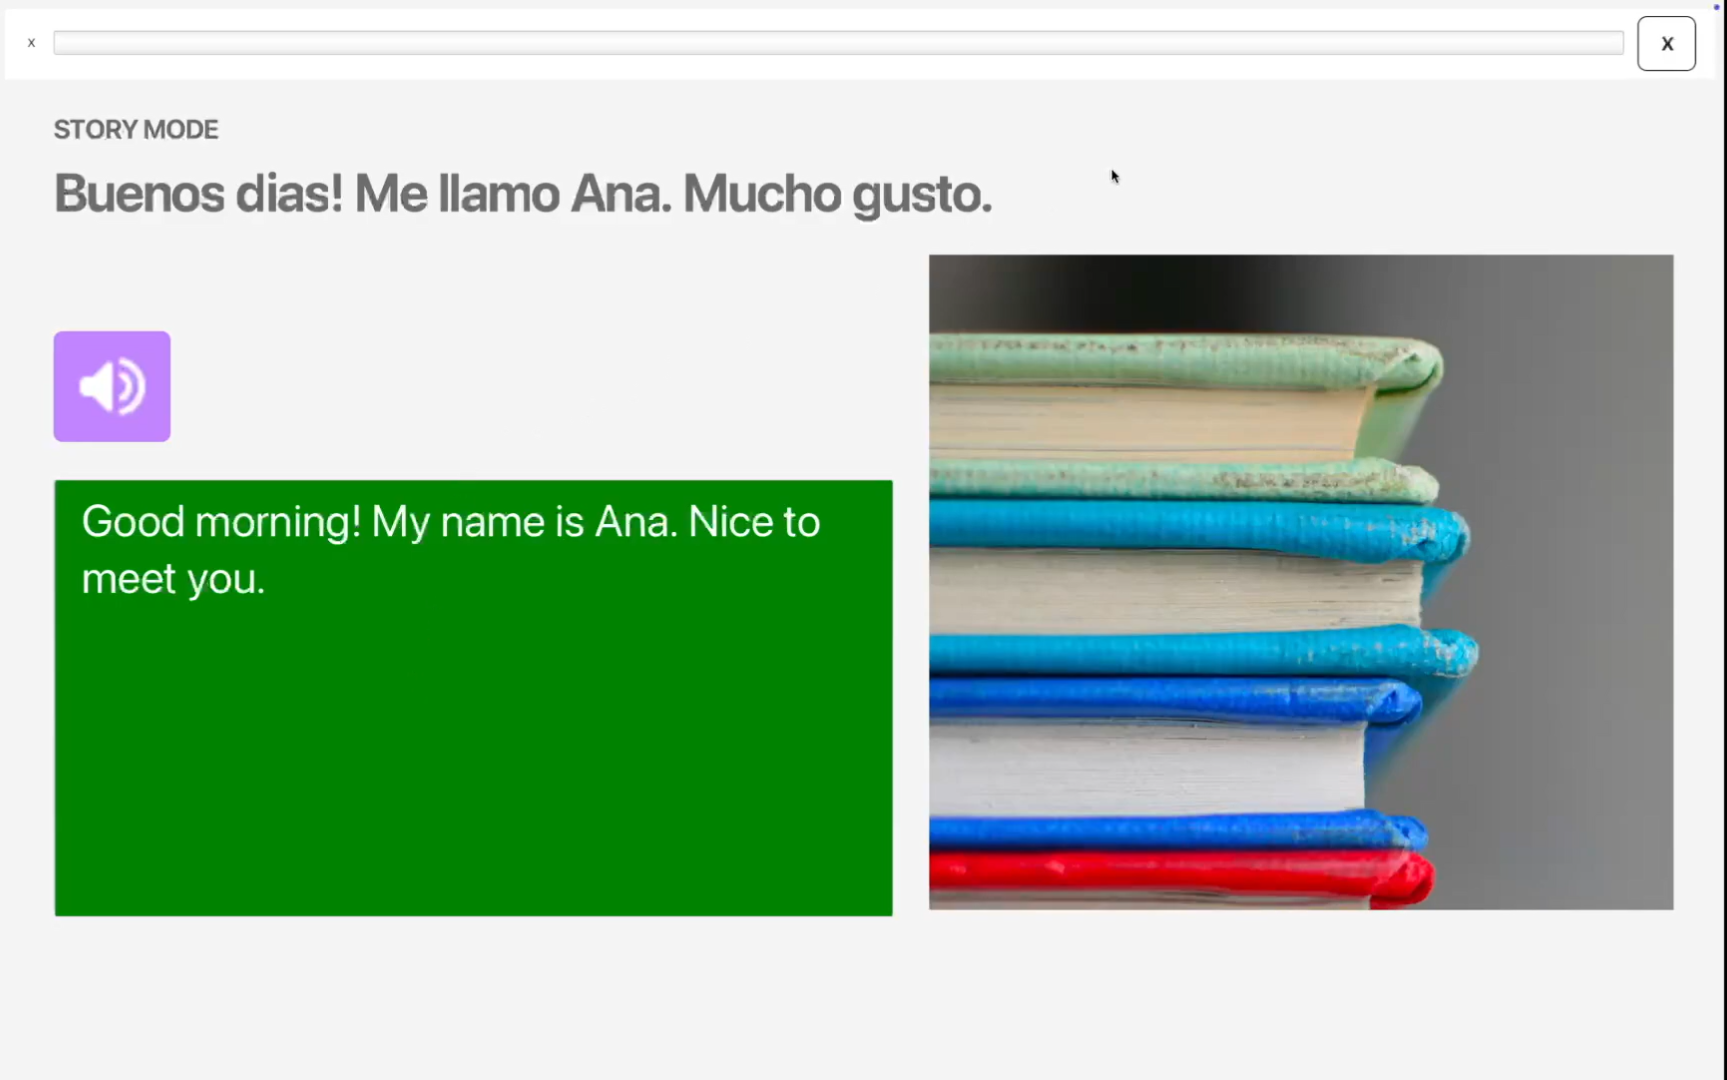 x
X
STORY MODE
Buenos dias! Me llamo Ana. Mucho gusto.
Good morning! My name is Ana. Nice to
meet you.